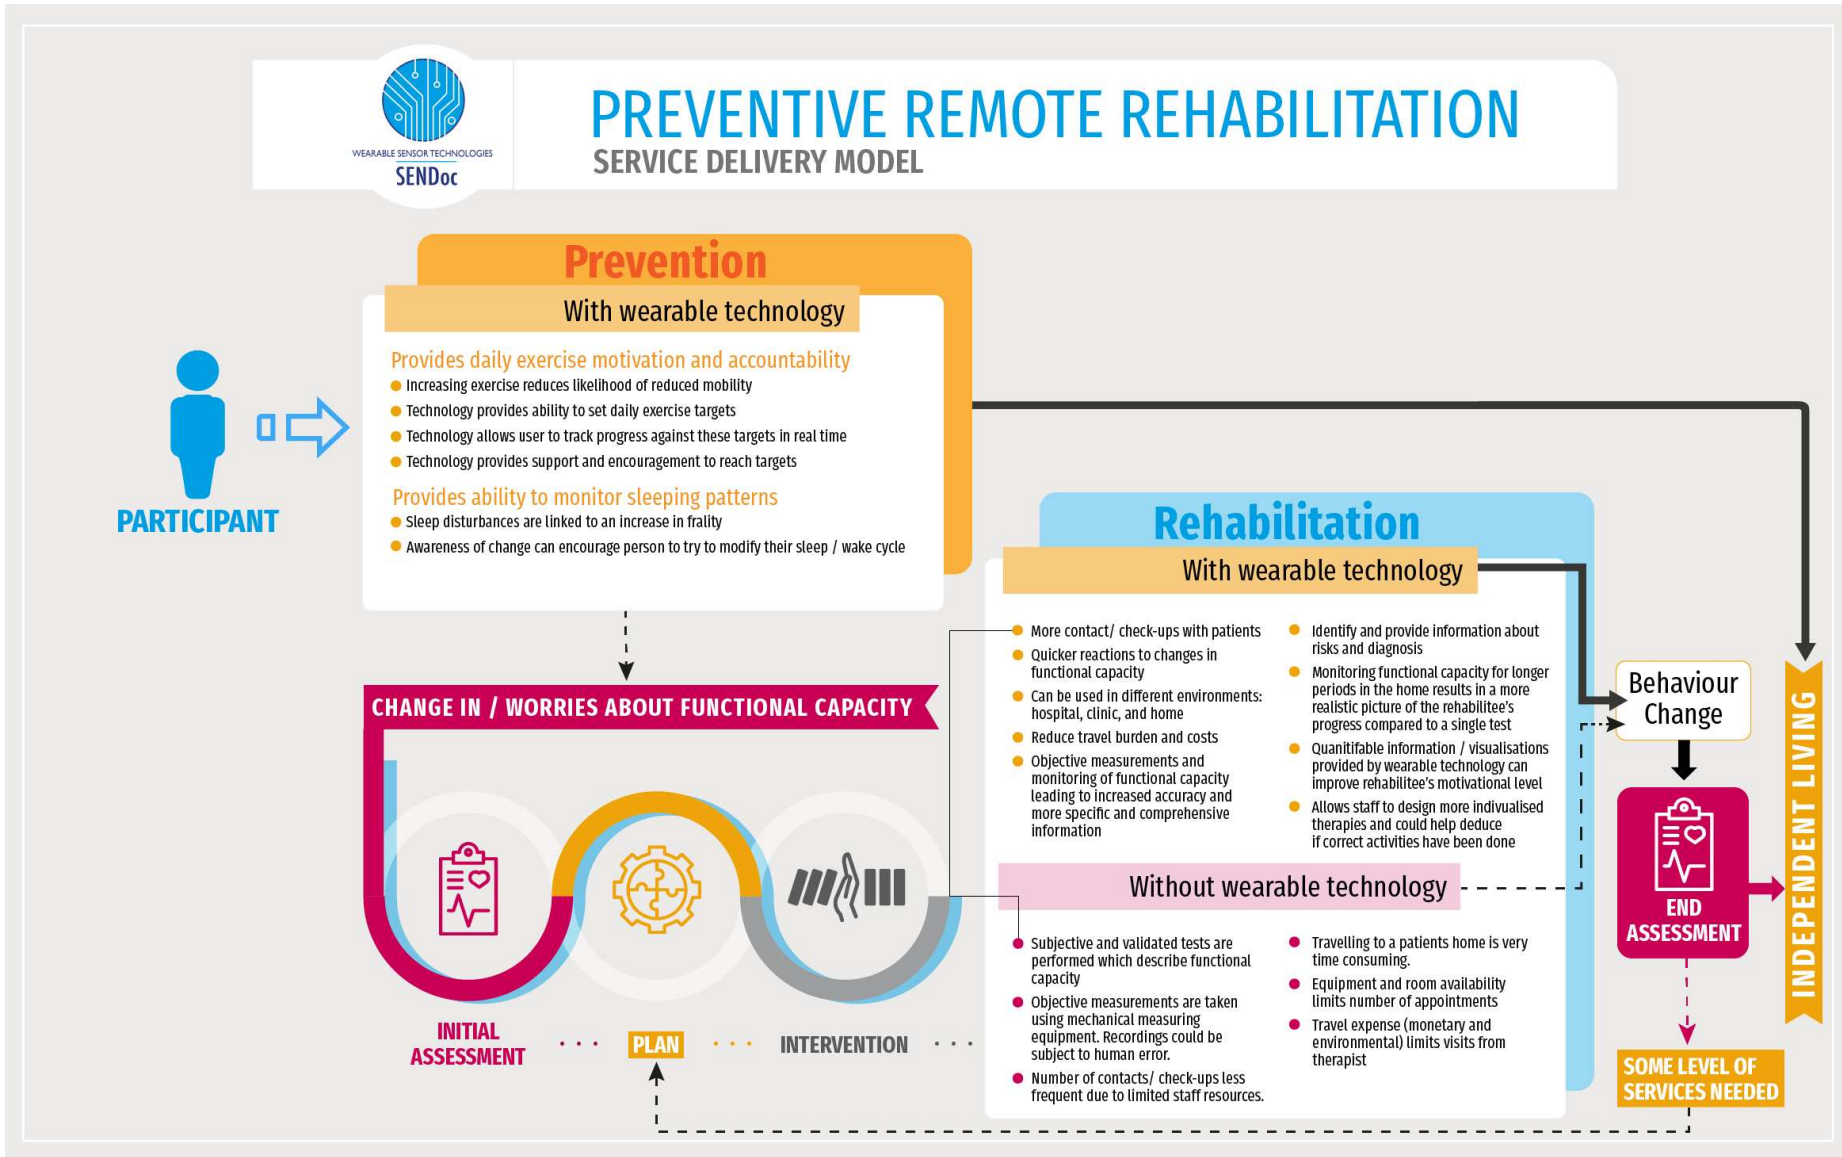 WEARABLE SENSOR TECHNOLOGIES
SENDoc
PREVENTIVE REMOTE REHABILITATION
SERVICE DELIVERY MODEL
PARTICIPANT
Prevention
With wearable technology
Provides daily exercise motivation and accountability
Increasing exercise reduces likelihood of reduced mobility
Technology provides ability to set daily exercise targets
Technology allows user to track progress against these targets in real time
Technology provides support and encouragement to reach targets
Provides ability to monitor sleeping patterns
Sleep disturbances are linked to an increase in frality
Awareness of change can encourage person to try to modify their sleep / wake cycle
CHANGE IN / WORRIES ABOUT FUNCTIONAL CAPACITY
INITIAL
ASSESSMENT
PLAN
INTERVENTION
Rehabilitation
With wearable technology
More contact/ check-ups with patients
Quicker reactions to changes in
functional capacity
Can be used in different environments:
hospital, clinic, and home
Reduce travel burden and costs
Objective measurements and
monitoring of functional capacity
leading to increased accuracy and
more specific and comprehensive
information
Identify and provide information about
risks and diagnosis
Monitoring functional capacity for longer
periods in the home results in a more
realistic picture of the rehabilitee's
progress compared to a single test
Quanitifable information / visualisations
provided by wearable technology can
improve rehabilitee's motivational level
Allows staff to design more indivualised
therapies and could help deduce
if correct activities have been done
Without wearable technology
Subjective and validated tests are
performed which describe functional
capacity
Objective measurements are taken
using mechanical measuring
equipment. Recordings could be
subject to human error.
Number of contacts/ check-ups less
frequent due to limited staff resources.
Travelling to a patients home is very
time consuming.
Equipment and room availability
limits number of appointments
Travel expense (monetary and
environmental) limits visits from
therapist
Behaviour
Change
END
ASSESSMENT
SOME LEVEL OF
SERVICES NEEDED
INDEPENDENT LIVING